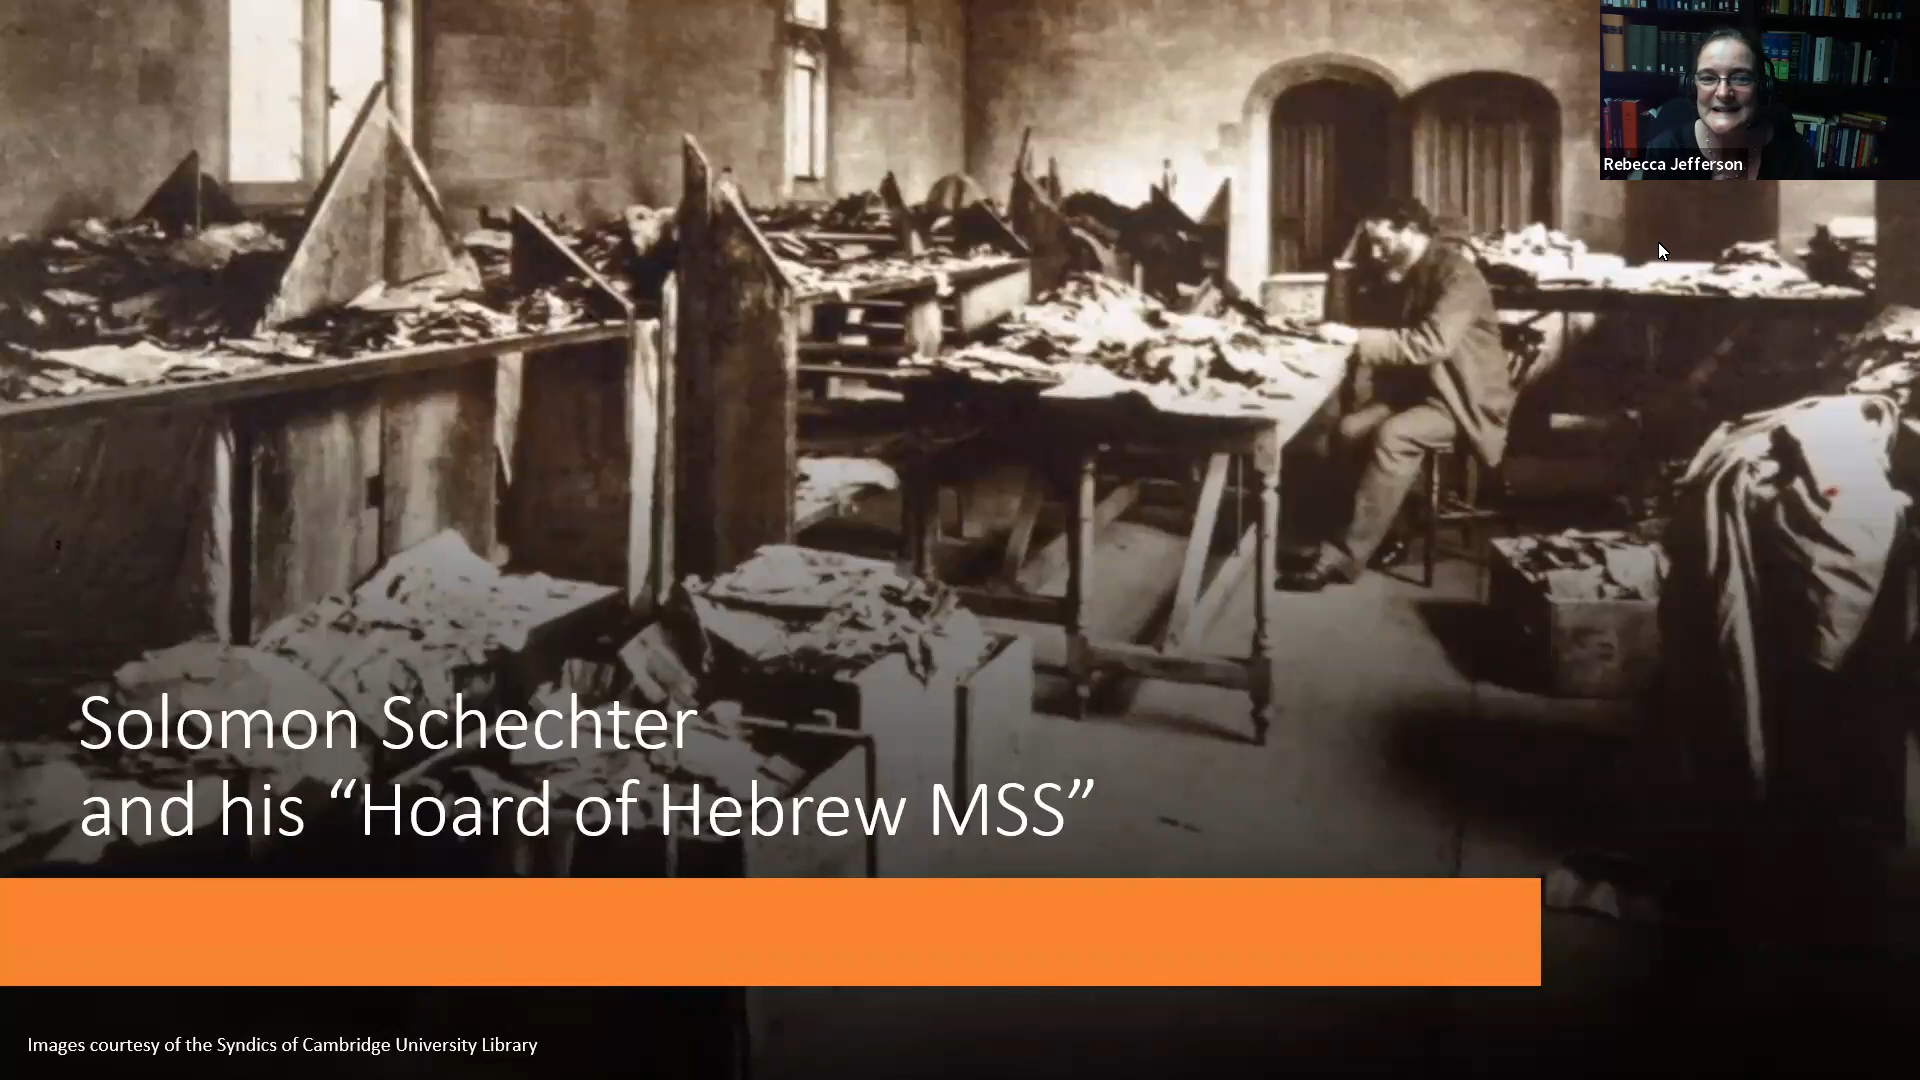 Rebecca Jefferson
Solomon Schechter
and his “Hoard of Hebrew MSS”
Images courtesy of the Syndics of Cambridge University Library